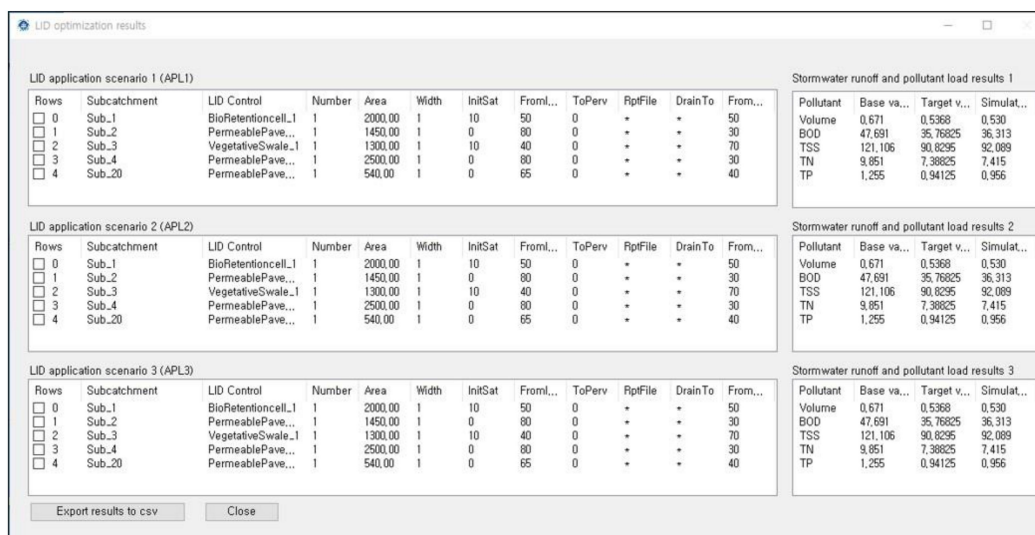 LID optimization results
LID application scenario 1 (APL1)
Rows Subcatchment LID Control Number Area Width InitSat FromI... ToPerv RptFile DrainTo From...
0 Sub_1 BioRetentioncell_1 1 2000,00 1 10 50 0 * * 50
1 Sub_2 PermeablePave... 1 1450,00 1 0 80 0 * * 30
2 Sub_3 VegetativeSwale_1 1 1300,00 1 10 40 0 * * 70
3 Sub_4 PermeablePave... 1 2500,00 1 0 80 0 * * 30
4 Sub_20 PermeablePave... 1 540,00 1 0 65 0 * * 40
Stormwater runoff and pollutant load results 1
Pollutant Base va... Target v... Simulat...
Volume 0,671 0,5368 0,530
BOD 47,691 35,76825 36,313
TSS 121,106 90,8295 92,089
TN 9,851 7,38825 7,415
TP 1,255 0,94125 0,956
LID application scenario 2 (APL2)
Rows Subcatchment LID Control Number Area Width InitSat FromI... ToPerv RptFile DrainTo From...
0 Sub_1 BioRetentioncell_1 1 2000,00 1 10 50 0 * * 50
1 Sub_2 PermeablePave... 1 1450,00 1 0 80 0 * * 30
2 Sub_3 VegetativeSwale_1 1 1300,00 1 10 40 0 * * 70
3 Sub_4 PermeablePave... 1 2500,00 1 0 80 0 * * 30
4 Sub_20 PermeablePave... 1 540,00 1 0 65 0 * * 40
Stormwater runoff and pollutant load results 2
Pollutant Base va... Target v... Simulat...
Volume 0,671 0,5368 0,530
BOD 47,691 35,76825 36,313
TSS 121,106 90,8295 92,089
TN 9,851 7,38825 7,415
TP 1,255 0,94125 0,956
LID application scenario 3 (APL3)
Rows Subcatchment LID Control Number Area Width InitSat FromI... ToPerv RptFile DrainTo From...
0 Sub_1 BioRetentioncell_1 1 2000,00 1 10 50 0 * * 50
1 Sub_2 PermeablePave... 1 1450,00 1 0 80 0 * * 30
2 Sub_3 VegetativeSwale_1 1 1300,00 1 10 40 0 * * 70
3 Sub_4 PermeablePave... 1 2500,00 1 0 80 0 * * 30
4 Sub_20 PermeablePave... 1 540,00 1 0 65 0 * * 40
Stormwater runoff and pollutant load results 3
Pollutant Base va... Target v... Simulat...
Volume 0,671 0,5368 0,530
BOD 47,691 35,76825 36,313
TSS 121,106 90,8295 92,089
TN 9,851 7,38825 7,415
TP 1,255 0,94125 0,956
Export results to csv Close